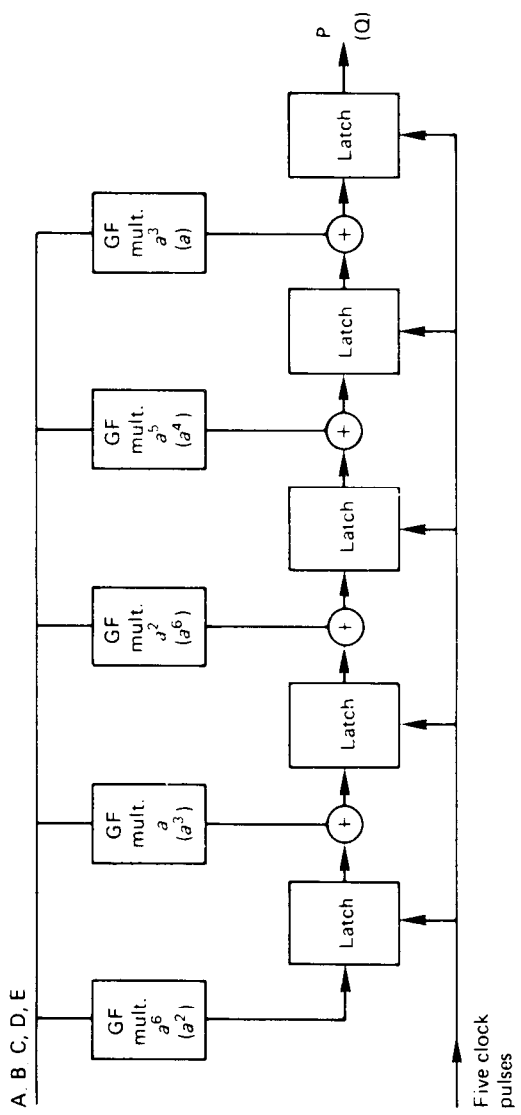 A. B C, D, E
GF
mult.
a⁶
(a²)
GF
mult.
a
(a³)
GF
mult.
a²
(a⁶)
GF
mult.
a⁵
(a⁴)
GF
mult.
a³
(a)
Latch
+
Latch
+
Latch
+
Latch
+
Latch
P
(Q)
Five clock
pulses